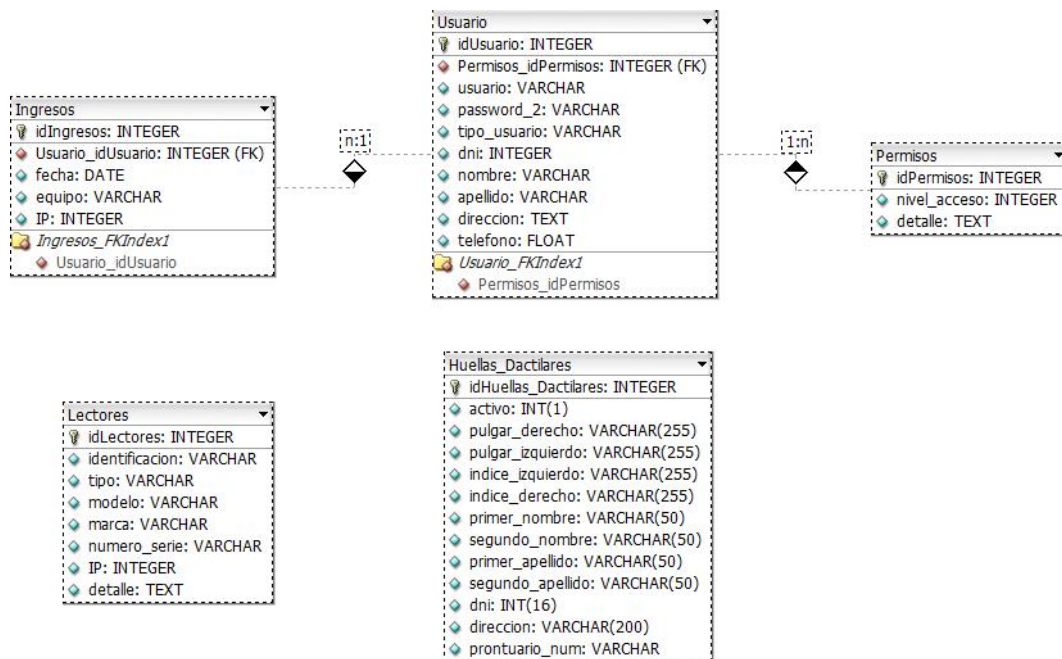 Usuario
idUsuario: INTEGER
Permisos_idPermisos: INTEGER (FK)
usuario: VARCHAR
password_2: VARCHAR
tipo_usuario: VARCHAR
dni: INTEGER
nombre: VARCHAR
apellido: VARCHAR
direccion: TEXT
telefono: FLOAT
Usuario_FKIndex1
Permisos_idPermisos
Ingresos
idIngresos: INTEGER
Usuario_idUsuario: INTEGER (FK)
fecha: DATE
equipo: VARCHAR
IP: INTEGER
Ingresos_FKIndex1
Usuario_idUsuario
n:1
1:n
Permisos
idPermisos: INTEGER
nivel_acceso: INTEGER
detalle: TEXT
Lectores
idLectores: INTEGER
identificacion: VARCHAR
tipo: VARCHAR
modelo: VARCHAR
marca: VARCHAR
numero_serie: VARCHAR
IP: INTEGER
detalle: TEXT
Huellas_Dactilares
idHuellas_Dactilares: INTEGER
activo: INT(1)
pulgar_derecho: VARCHAR(255)
pulgar_izquierdo: VARCHAR(255)
indice_izquierdo: VARCHAR(255)
indice_derecho: VARCHAR(255)
primer_nombre: VARCHAR(50)
segundo_nombre: VARCHAR(50)
primer_apellido: VARCHAR(50)
segundo_apellido: VARCHAR(50)
dni: INT(16)
direccion: VARCHAR(200)
prontuario_num: VARCHAR